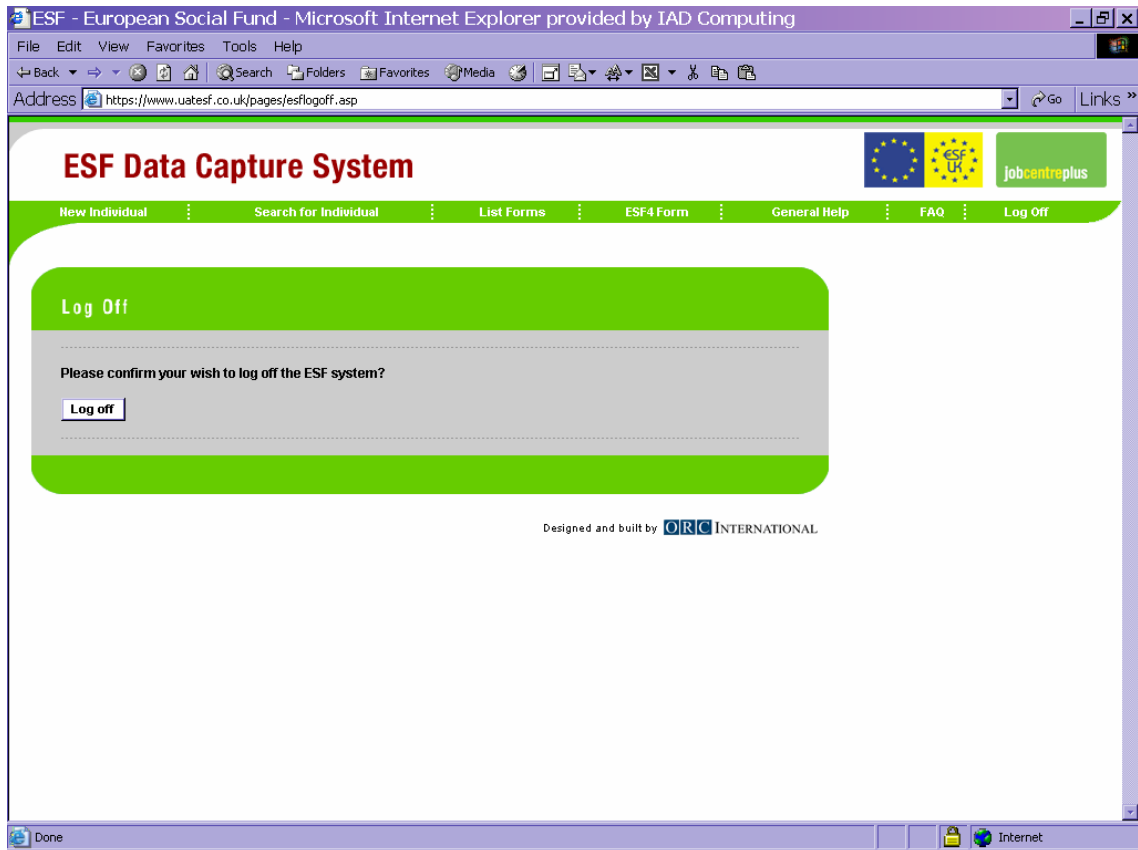 ESF - European Social Fund - Microsoft Internet Explorer provided by IAD Computing
File Edit View Favorites Tools Help
Back Search Folders Favorites Media
Address https://www.uatesf.co.uk/pages/esflogoff.asp Go Links »
ESF Data Capture System
ESF UK
jobcentreplus
New Individual Search for Individual List Forms ESF4 Form General Help FAQ Log Off
Log Off
Please confirm your wish to log off the ESF system?
Log off
Designed and built by ORC INTERNATIONAL
Done Internet